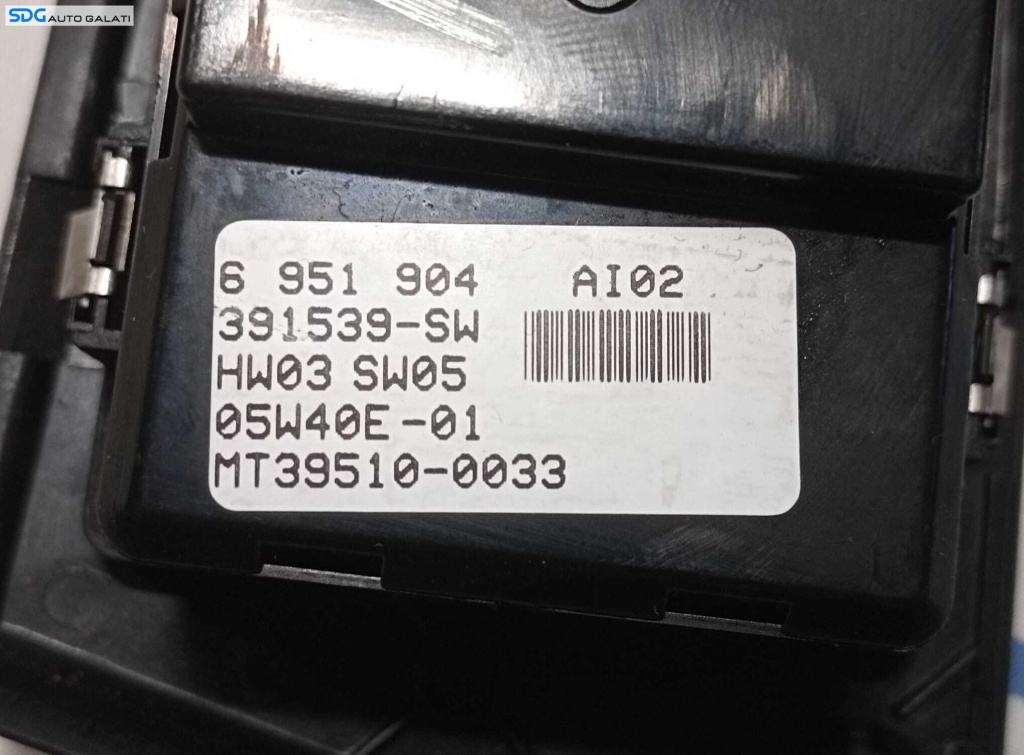 SDG AUTO GALATI
6 951 904 AI02
391539-SW
HW03 SW05
05W40E-01
MT39510-0033